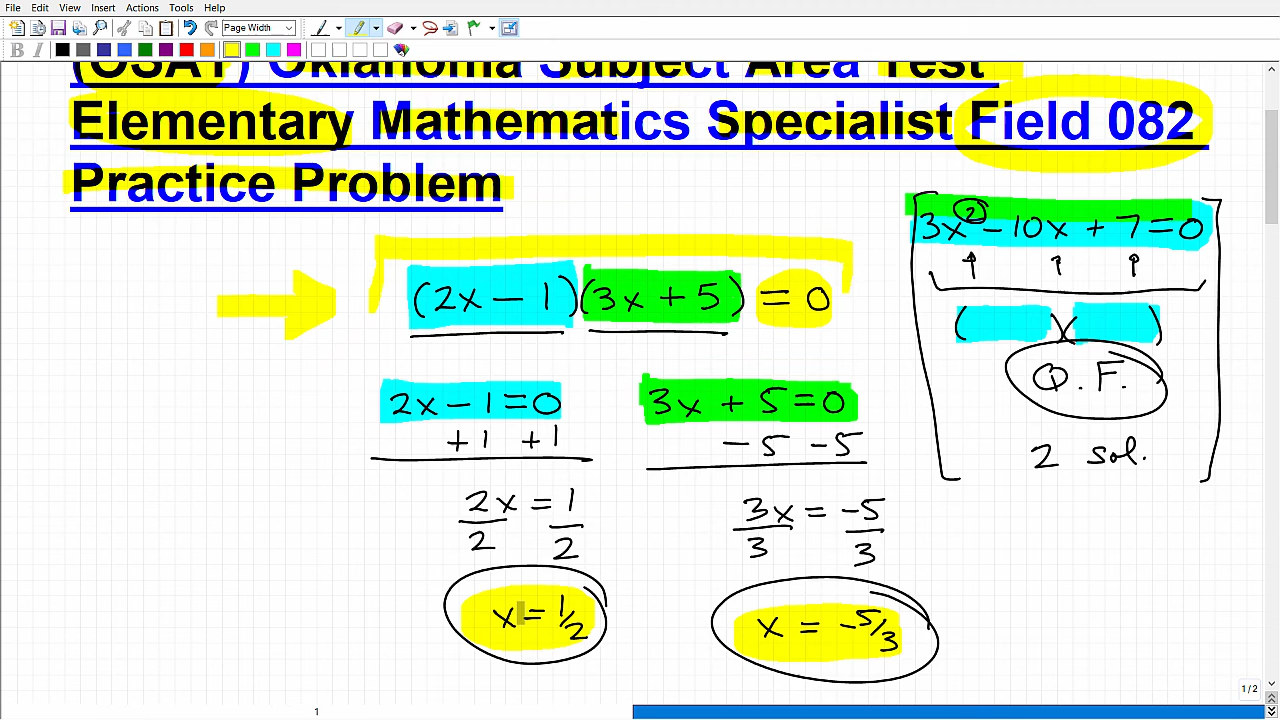 File Edit View Insert Actions Tools Help
Page Width
B I
(OSAT) Oklahoma Subject Area Test
Elementary Mathematics Specialist Field 082
Practice Problem
(2x - 1)(3x + 5) = 0
2x - 1 = 0
+1 +1
2x = 1
2 2
x = 1/2
3x + 5 = 0
- 5 - 5
3x = -5
3 3
x = -5/3
3x² - 10x + 7 = 0
( )( )
Q.F.
2 sol.
1/2
1